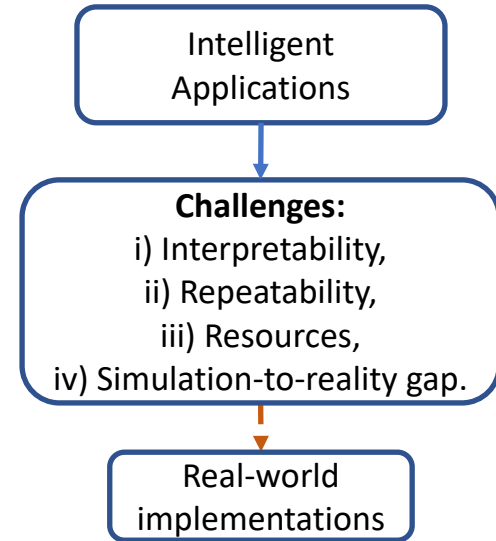 Intelligent
Applications
Challenges:
i) Interpretability,
ii) Repeatability,
iii) Resources,
iv) Simulation-to-reality gap.
Real-world
implementations